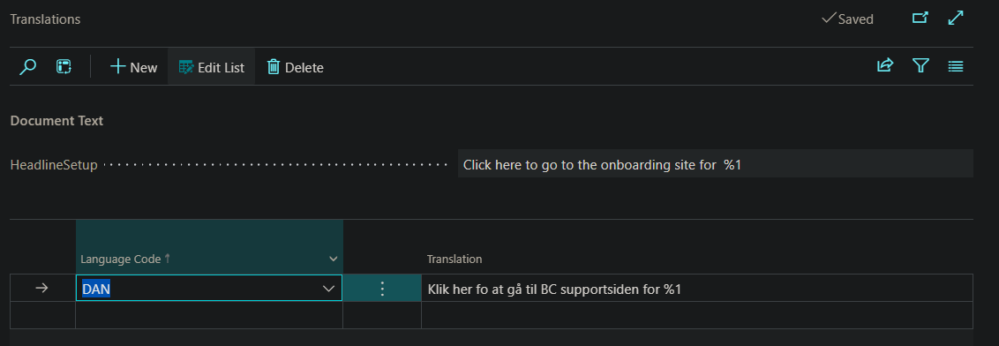 Translations
Saved
New
Edit List
Delete
Document Text
HeadlineSetup
Click here to go to the onboarding site for  %1
Language Code ↑
Translation
DAN
Klik her fo at gå til BC supportsiden for %1